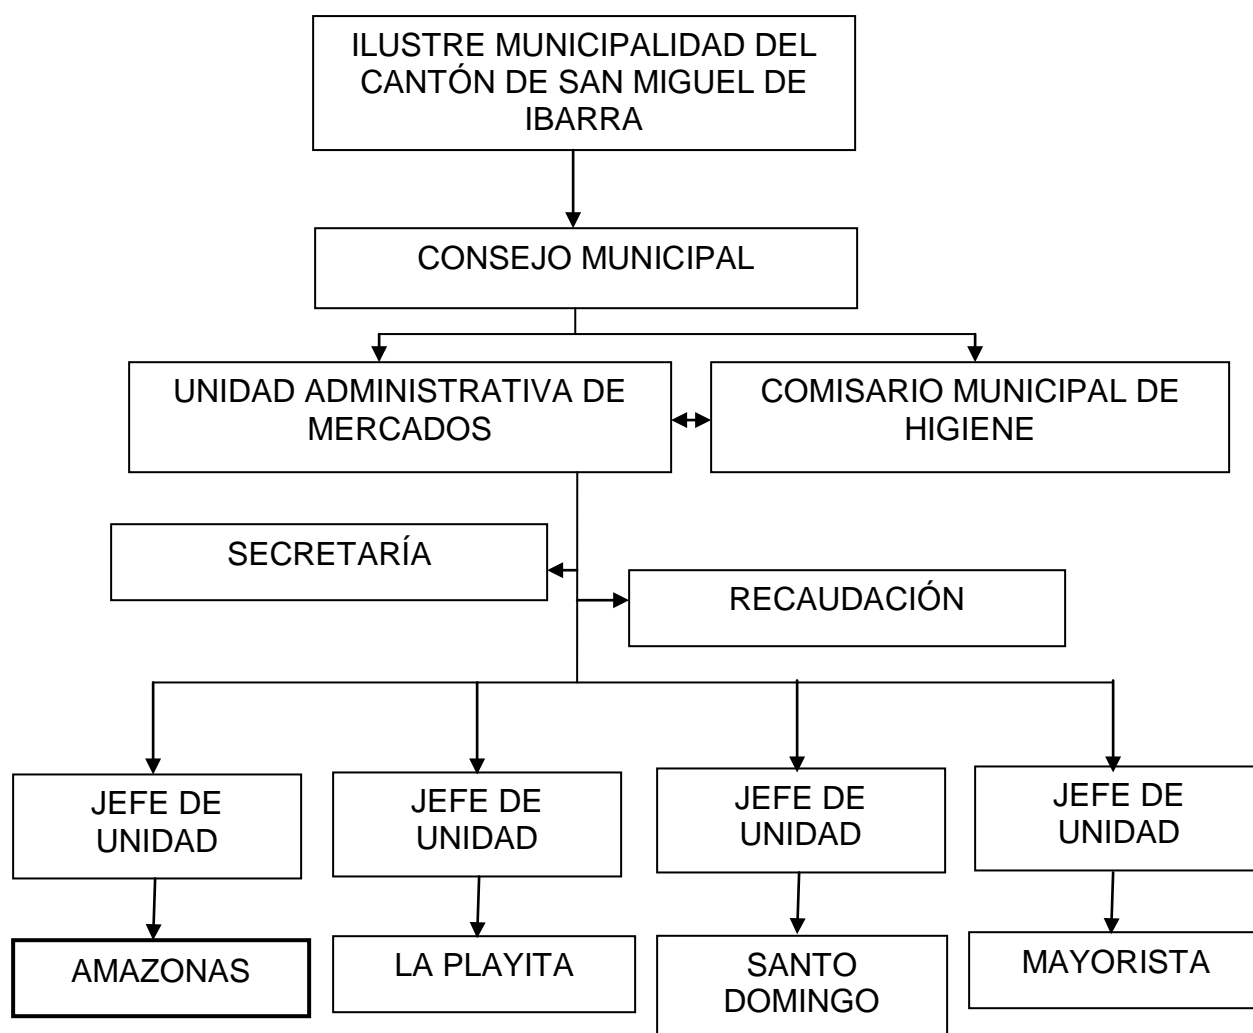 ILUSTRE MUNICIPALIDAD DEL
CANTÓN DE SAN MIGUEL DE
IBARRA
CONSEJO MUNICIPAL
UNIDAD ADMINISTRATIVA DE
MERCADOS
COMISARIO MUNICIPAL DE
HIGIENE
SECRETARÍA
RECAUDACIÓN
JEFE DE
UNIDAD
JEFE DE
UNIDAD
JEFE DE
UNIDAD
JEFE DE
UNIDAD
AMAZONAS
LA PLAYITA
SANTO
DOMINGO
MAYORISTA